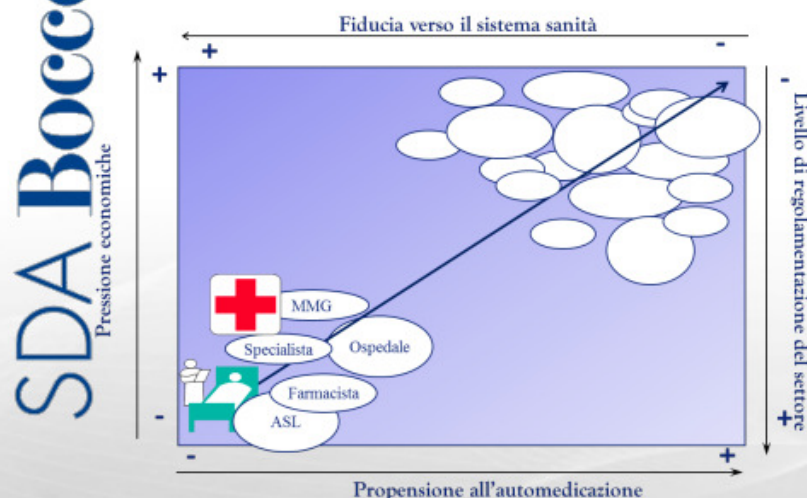 Fiducia verso il sistema sanità
+
-
SDA Bocco
Pressione economiche
+
-
-
Livello di regolamentazione del settore
+
MMG
Specialista
Ospedale
Farmacista
ASL
-
+
Propensione all'automedicazione